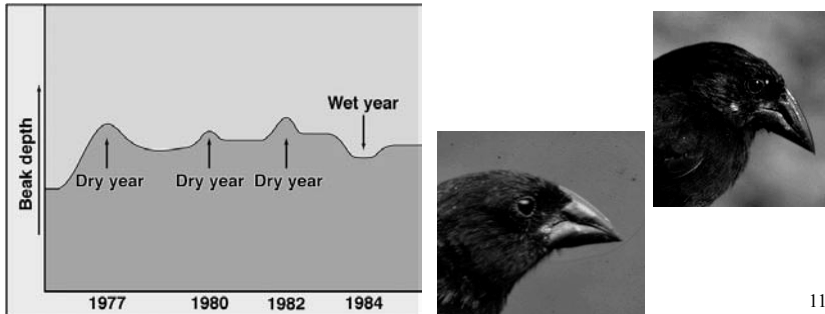 Beak depth
Wet year
Dry year
Dry year
Dry year
1977
1980
1982
1984
11